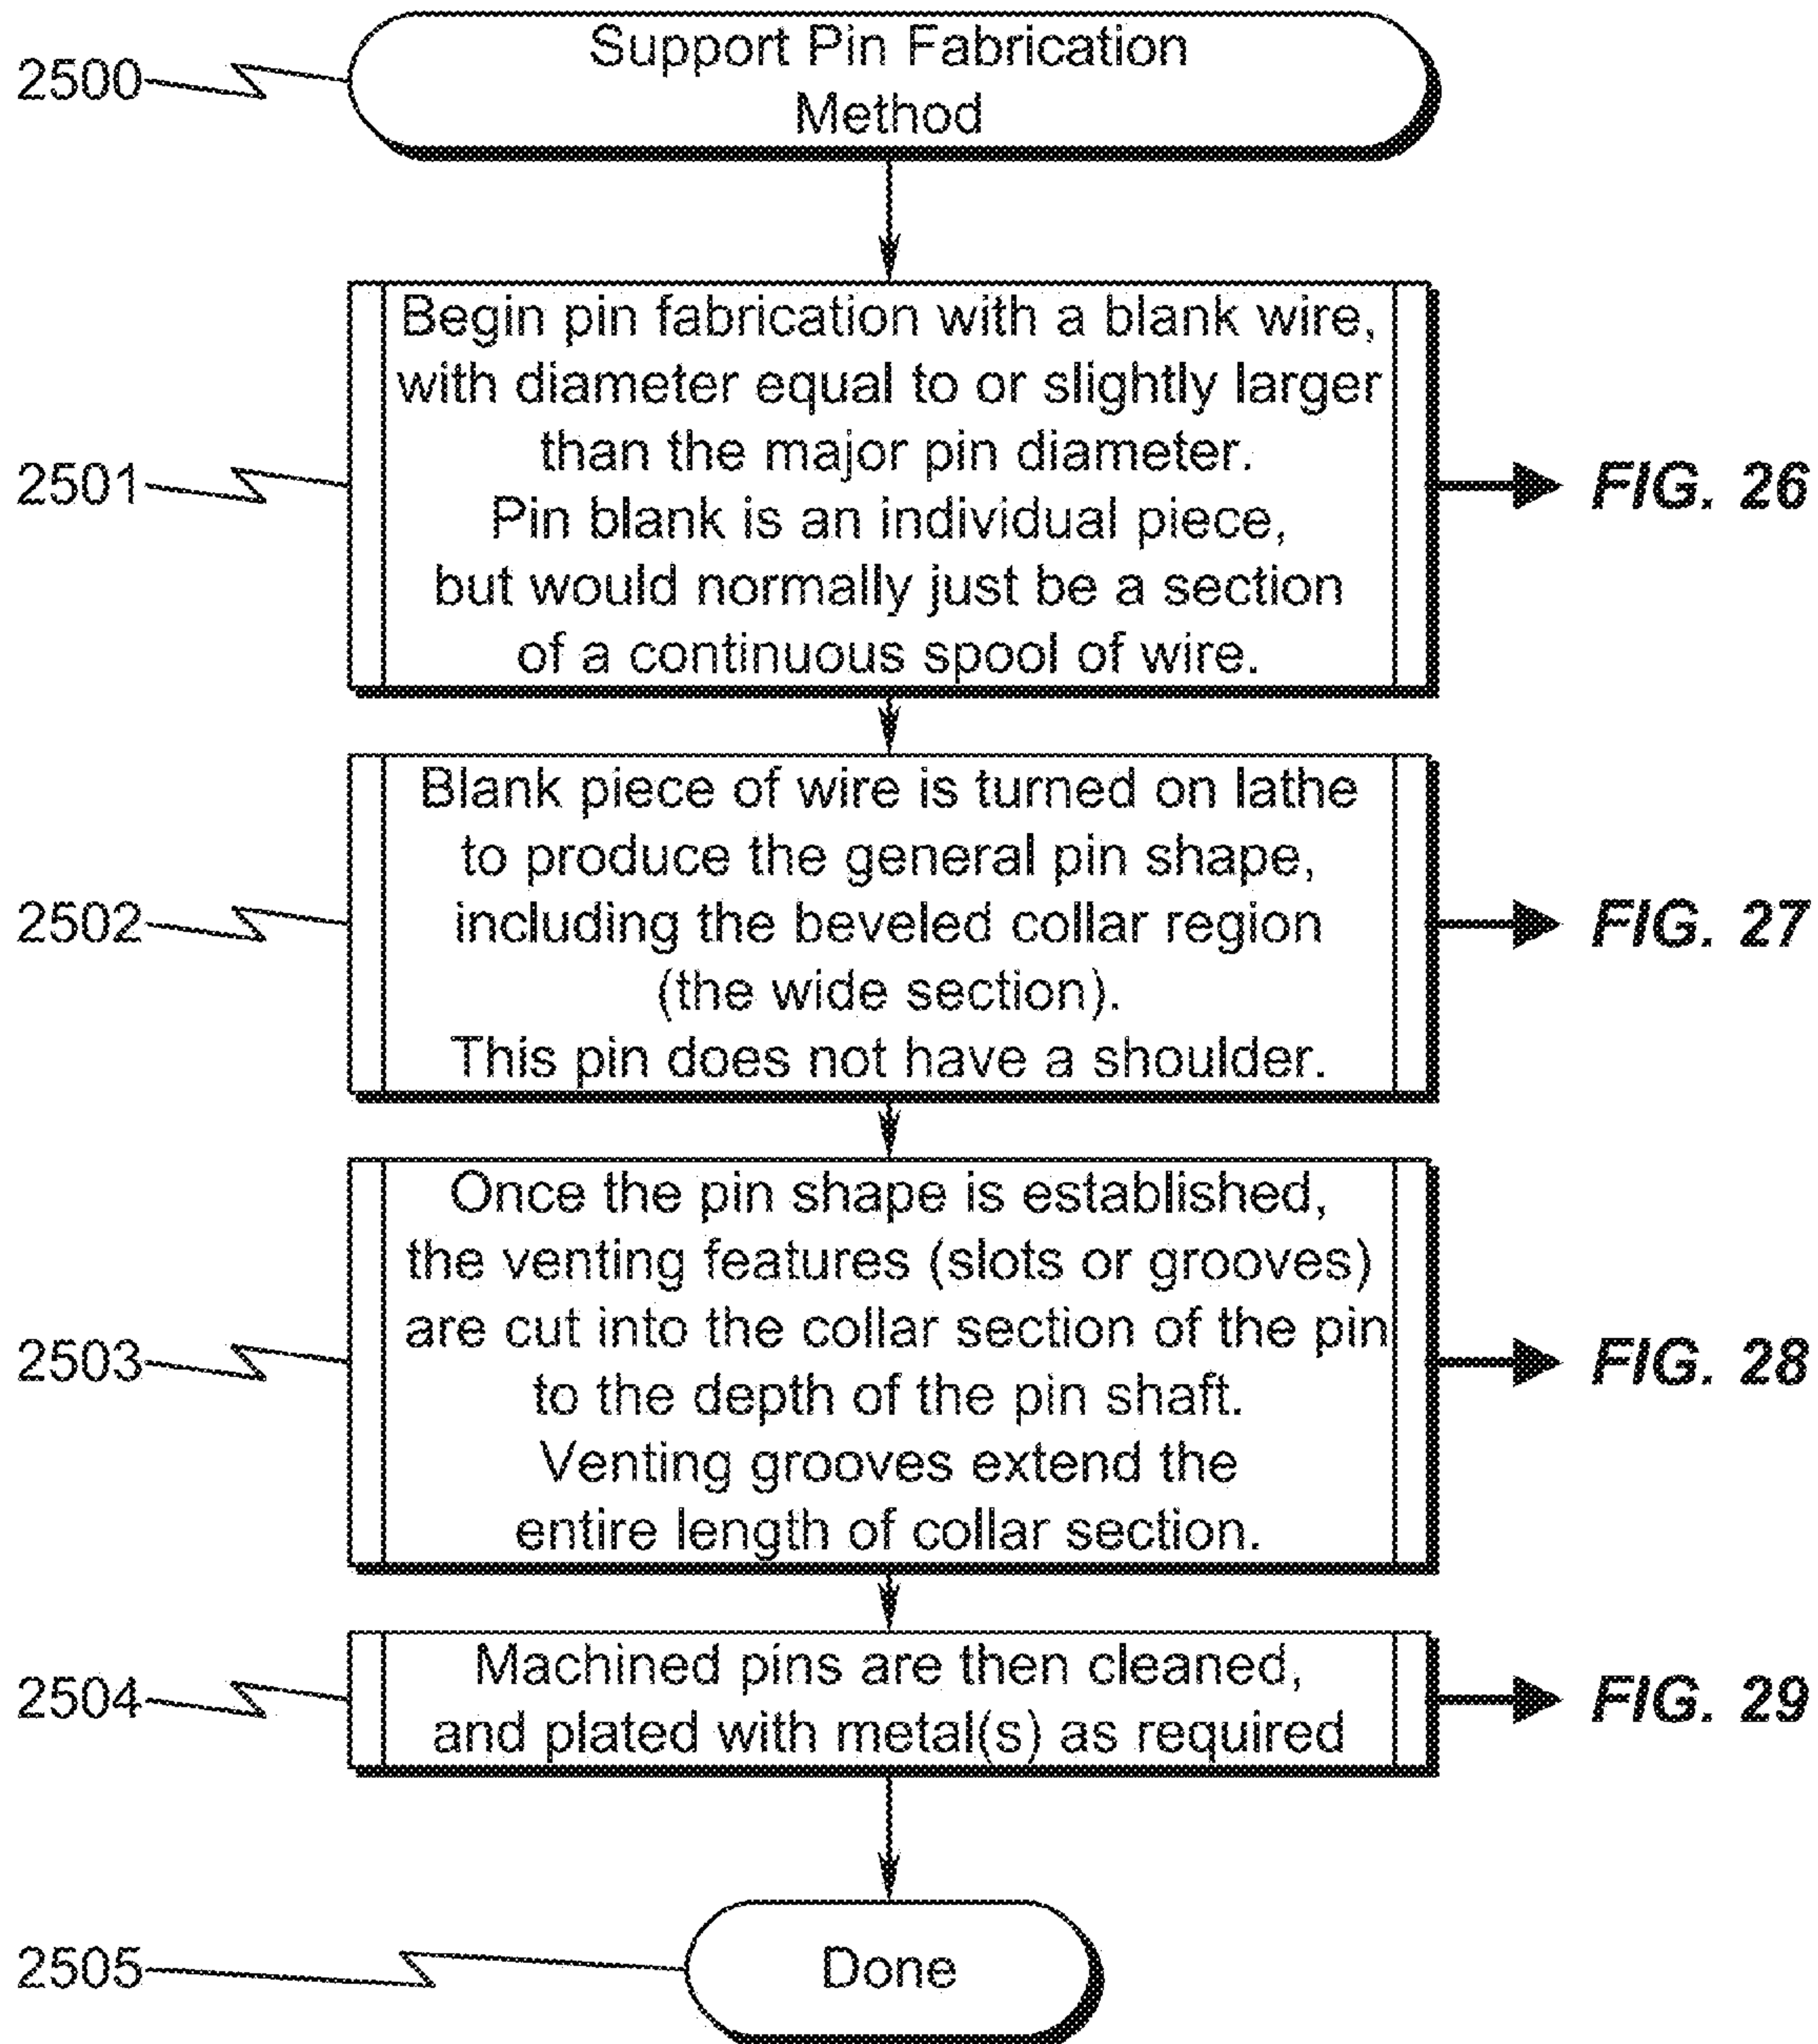 2500
Support Pin Fabrication
Method
Begin pin fabrication with a blank wire,
with diameter equal to or slightly larger
than the major pin diameter.
Pin blank is an individual piece,
but would normally just be a section
of a continuous spool of wire.
2501
FIG. 26
Blank piece of wire is turned on lathe
to produce the general pin shape,
including the beveled collar region
(the wide section).
This pin does not have a shoulder.
2502
FIG. 27
Once the pin shape is established,
the venting features (slots or grooves)
are cut into the collar section of the pin
to the depth of the pin shaft.
Venting grooves extend the
entire length of collar section.
2503
FIG. 28
Machined pins are then cleaned,
and plated with metal(s) as required
2504
FIG. 29
2505
Done